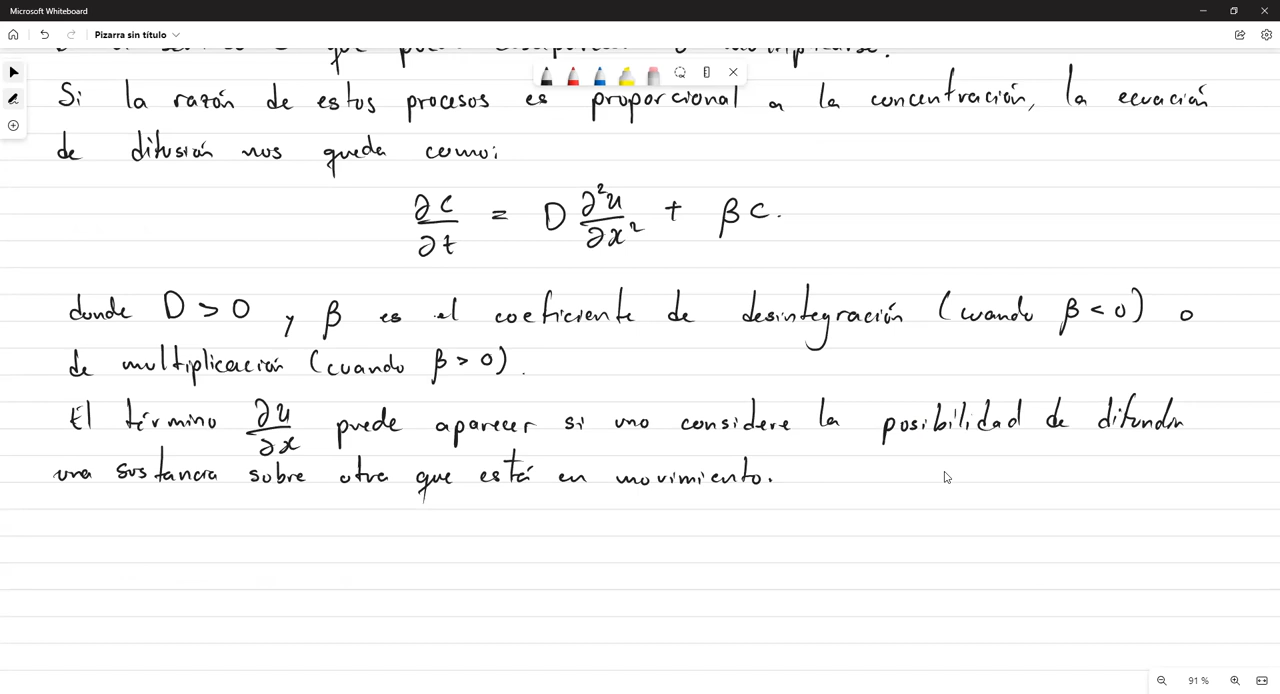 Microsoft Whiteboard
Pizarra sin título
que
Si la razón de estos procesos es proporcional a la concentración, la ecuación
de difusión nos queda como:
∂c/∂t = D ∂²u/∂x² + βc.
donde D > 0 y β es el coeficiente de desintegración (cuando β < 0) o
de multiplicación (cuando β > 0).
El término ∂u/∂x puede aparecer si uno considere la posibilidad de difundir
una sustancia sobre otra que está en movimiento.
91 %